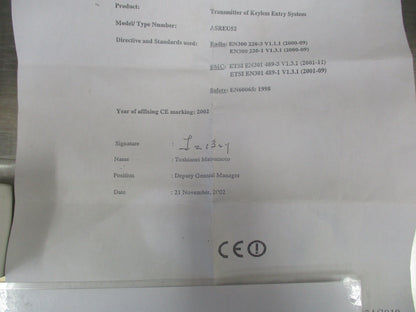 Product: Transmitter of Keyless Entry System
Model/ Type Number: ASREG52
Directive and Standards used: Radio: EN300 220-3 V1.1.1 (2000-09)
EN300 220-1 V1.3.1 (2000-09)
EMC: ETSI EN301 489-3 V1.3.1 (2001-11)
ETSI EN301 489-1 V1.3.1 (2001-09)
Safety: EN60065: 1998
Year of affixing CE marking: 2002
Signature :
Name : Toshinori
Position : Deputy General Manager
Date : 21 November, 2002
CE